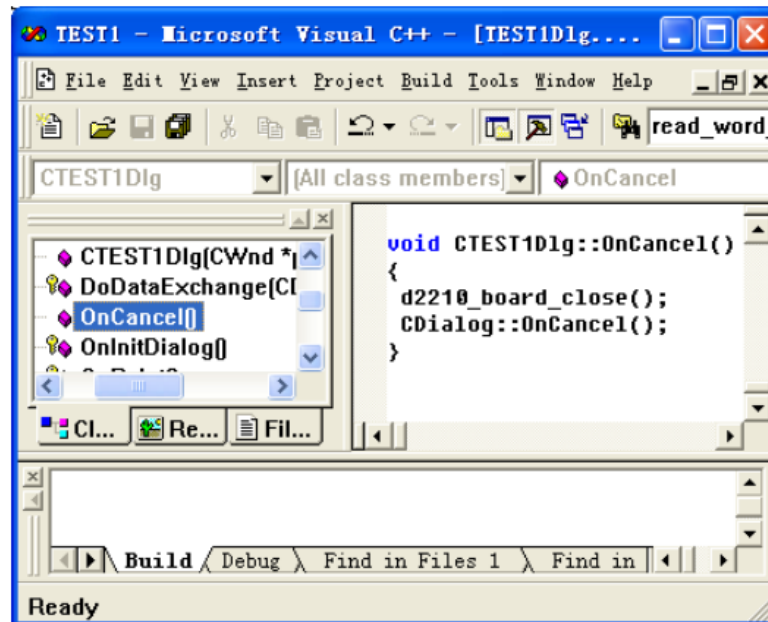 TEST1 - Microsoft Visual C++ - [TEST1Dlg....
File Edit View Insert Project Build Tools Window Help
read_word_
CTEST1Dlg [All class members] OnCancel
CTEST1Dlg(CWnd *p
DoDataExchange(CD
OnCancel()
OnInitDialog()
Cl... Re... Fil...
void CTEST1Dlg::OnCancel()
{
d2210_board_close();
CDialog::OnCancel();
}
Build Debug Find in Files 1 Find in
Ready